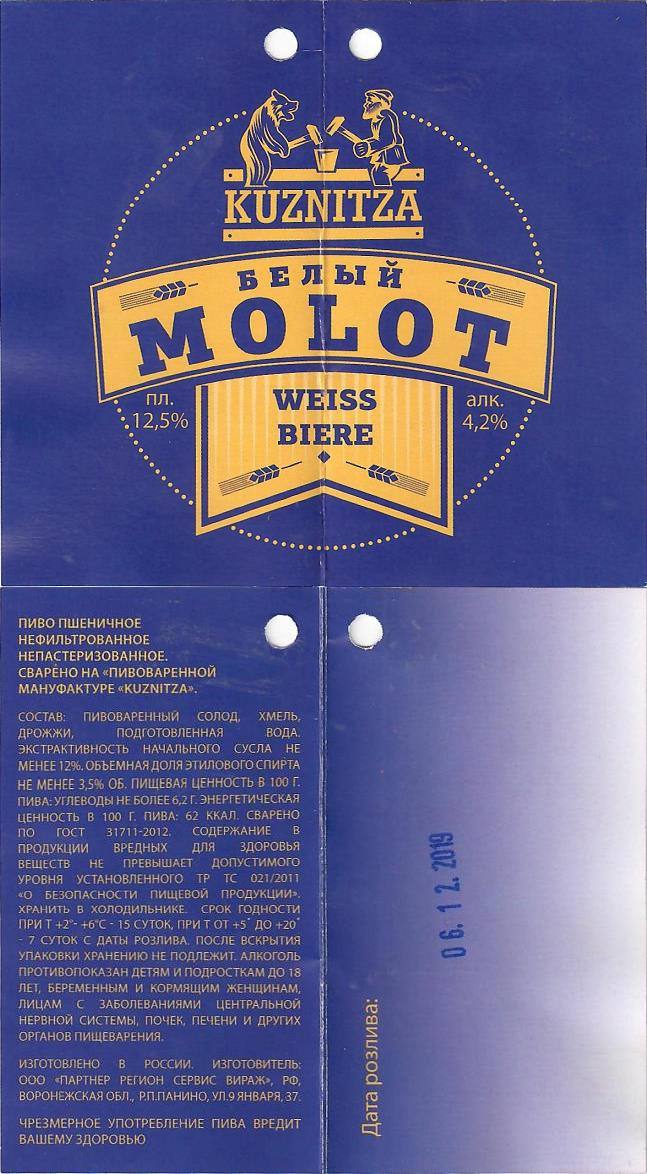 KUZNITZA
БЕЛЫЙ
MOLOT
пл.
12,5%
WEISS
BIERE
алк.
4,2%
ПИВО ПШЕНИЧНОЕ
НЕФИЛЬТРОВАННОЕ
НЕПАСТЕРИЗОВАННОЕ.
СВАРЕНО НА «ПИВОВАРЕННОЙ
МАНУФАКТУРЕ «KUZNITZA».
СОСТАВ: ПИВОВАРЕННЫЙ СОЛОД, ХМЕЛЬ,
ДРОЖЖИ, ПОДГОТОВЛЕННАЯ ВОДА.
ЭКСТРАКТИВНОСТЬ НАЧАЛЬНОГО СУСЛА НЕ
МЕНЕЕ 12%. ОБЪЕМНАЯ ДОЛЯ ЭТИЛОВОГО СПИРТА
НЕ МЕНЕЕ 3,5% ОБ. ПИЩЕВАЯ ЦЕННОСТЬ В 100 Г.
ПИВА: УГЛЕВОДЫ НЕ БОЛЕЕ 6,2 Г. ЭНЕРГЕТИЧЕСКАЯ
ЦЕННОСТЬ В 100 Г. ПИВА: 62 ККАЛ. СВАРЕНО
ПО ГОСТ 31711-2012. СОДЕРЖАНИЕ В
ПРОДУКЦИИ ВРЕДНЫХ ДЛЯ ЗДОРОВЬЯ
ВЕЩЕСТВ НЕ ПРЕВЫШАЕТ ДОПУСТИМОГО
УРОВНЯ УСТАНОВЛЕННОГО ТР ТС 021/2011
«О БЕЗОПАСНОСТИ ПИЩЕВОЙ ПРОДУКЦИИ».
ХРАНИТЬ В ХОЛОДИЛЬНИКЕ. СРОК ГОДНОСТИ
ПРИ Т +2°- +6°С - 15 СУТОК, ПРИ Т ОТ +5° ДО +20°
- 7 СУТОК С ДАТЫ РОЗЛИВА. ПОСЛЕ ВСКРЫТИЯ
УПАКОВКИ ХРАНЕНИЮ НЕ ПОДЛЕЖИТ. АЛКОГОЛЬ
ПРОТИВОПОКАЗАН ДЕТЯМ И ПОДРОСТКАМ ДО 18
ЛЕТ, БЕРЕМЕННЫМ И КОРМЯЩИМ ЖЕНЩИНАМ,
ЛИЦАМ С ЗАБОЛЕВАНИЯМИ ЦЕНТРАЛЬНОЙ
НЕРВНОЙ СИСТЕМЫ, ПОЧЕК, ПЕЧЕНИ И ДРУГИХ
ОРГАНОВ ПИЩЕВАРЕНИЯ.
ИЗГОТОВЛЕНО В РОССИИ. ИЗГОТОВИТЕЛЬ:
ООО «ПАРТНЕР РЕГИОН СЕРВИС ВИРАЖ», РФ,
ВОРОНЕЖСКАЯ ОБЛ., Р.П.ПАНИНО, УЛ.9 ЯНВАРЯ, 37.
ЧРЕЗМЕРНОЕ УПОТРЕБЛЕНИЕ ПИВА ВРЕДИТ
ВАШЕМУ ЗДОРОВЬЮ
Дата розлива:
06. 12. 2019